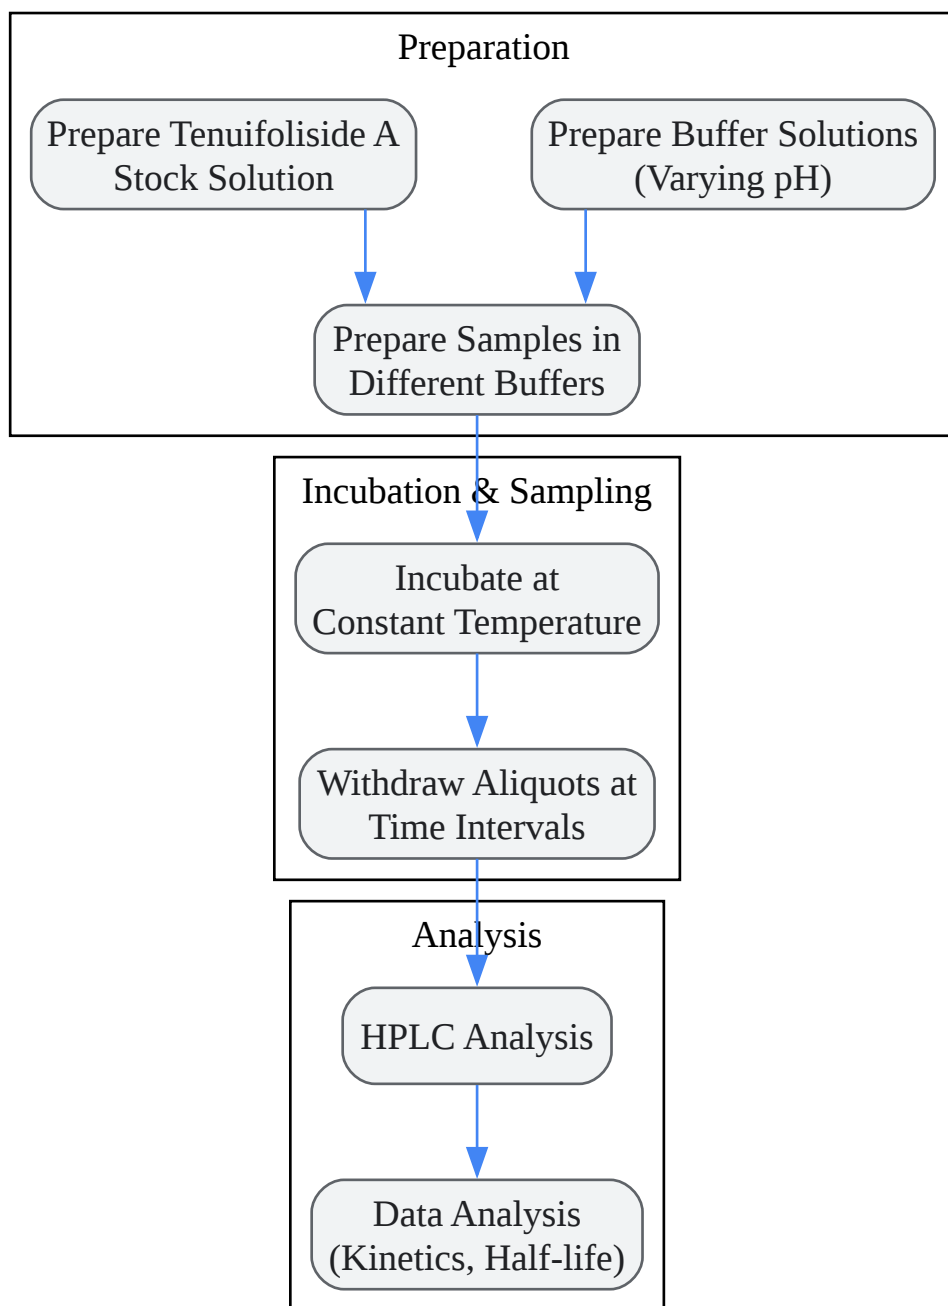 Preparation
Prepare Tenuifoliside A
Stock Solution
Prepare Buffer Solutions
(Varying pH)
Prepare Samples in
Different Buffers
Incubation & Sampling
Incubate at
Constant Temperature
Withdraw Aliquots at
Time Intervals
Analysis
HPLC Analysis
Data Analysis
(Kinetics, Half-life)